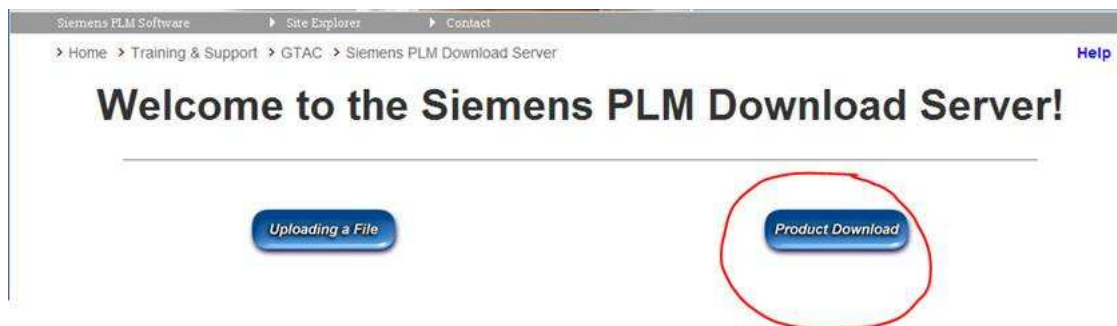 Siemens PLM Software Site Explorer Contact
> Home > Training & Support > GTAC > Siemens PLM Download Server Help
Welcome to the Siemens PLM Download Server!
Uploading a File Product Download